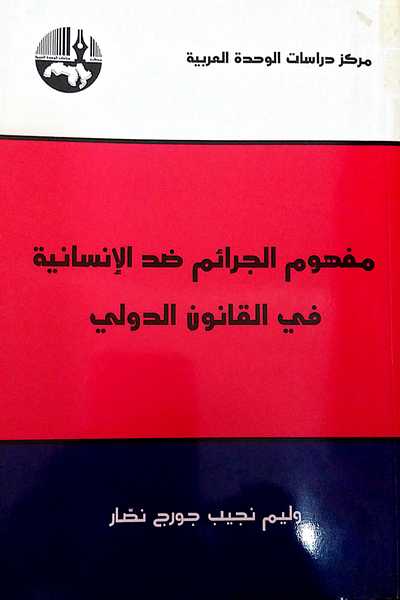 مركز دراسات الوحدة العربية
مفهوم الجرائم ضد الإنسانية
في القانون الدولي
وليم نجيب جورج نصّار